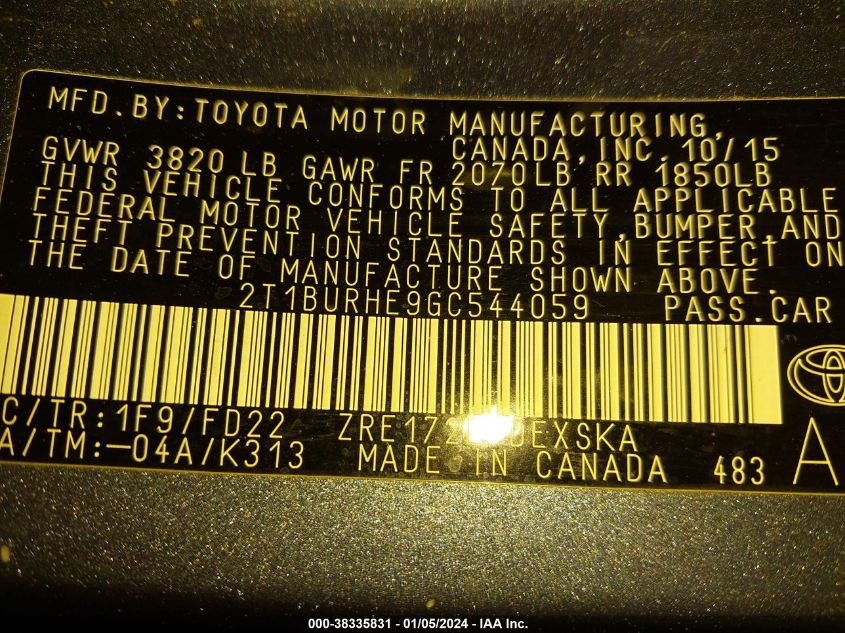 MFD.BY:TOYOTA MOTOR MANUFACTURING,
CANADA,INC. 10/15
GVWR 3820 LB GAWR FR 2070LB RR 1850LB
THIS VEHICLE CONFORMS TO ALL APPLICABLE
FEDERAL MOTOR VEHICLE SAFETY,BUMPER,AND
THEFT PREVENTION STANDARDS IN EFFECT ON
THE DATE OF MANUFACTURE SHOWN ABOVE.
2T1BURHE9GC544059 PASS.CAR
C/TR:1F9/FD22 EXSKA
A/TM:-04A/K313 MADE IN CANADA 483 A
000-38335831 - 01/05/2024 - IAA Inc.